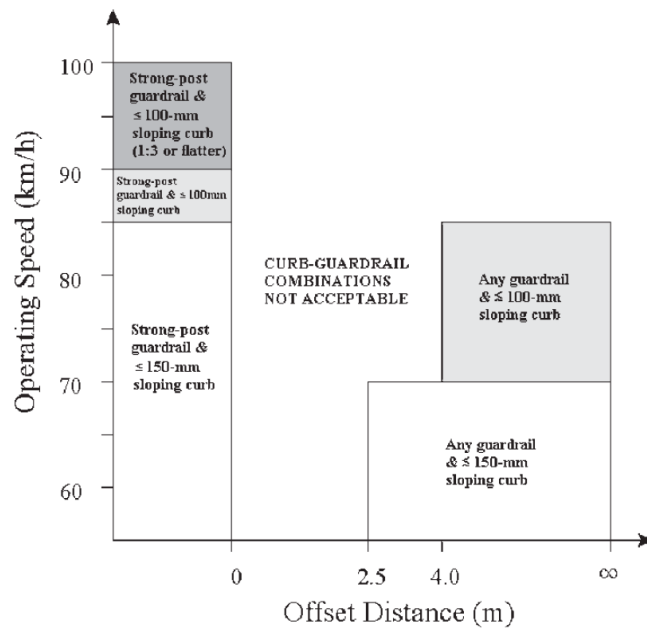 100
90
80
70
60
Operating Speed (km/h)
Strong-post
guardrail &
≤ 100-mm
sloping curb
(1:3 or flatter)
Strong-post
guardrail & ≤ 100mm
sloping curb
Strong-post
guardrail &
≤ 150-mm
sloping curb
CURB-GUARDRAIL
COMBINATIONS
NOT ACCEPTABLE
Any guardrail
& ≤ 100-mm
sloping curb
Any guardrail
& ≤ 150-mm
sloping curb
0 2.5 4.0 ∞
Offset Distance (m)